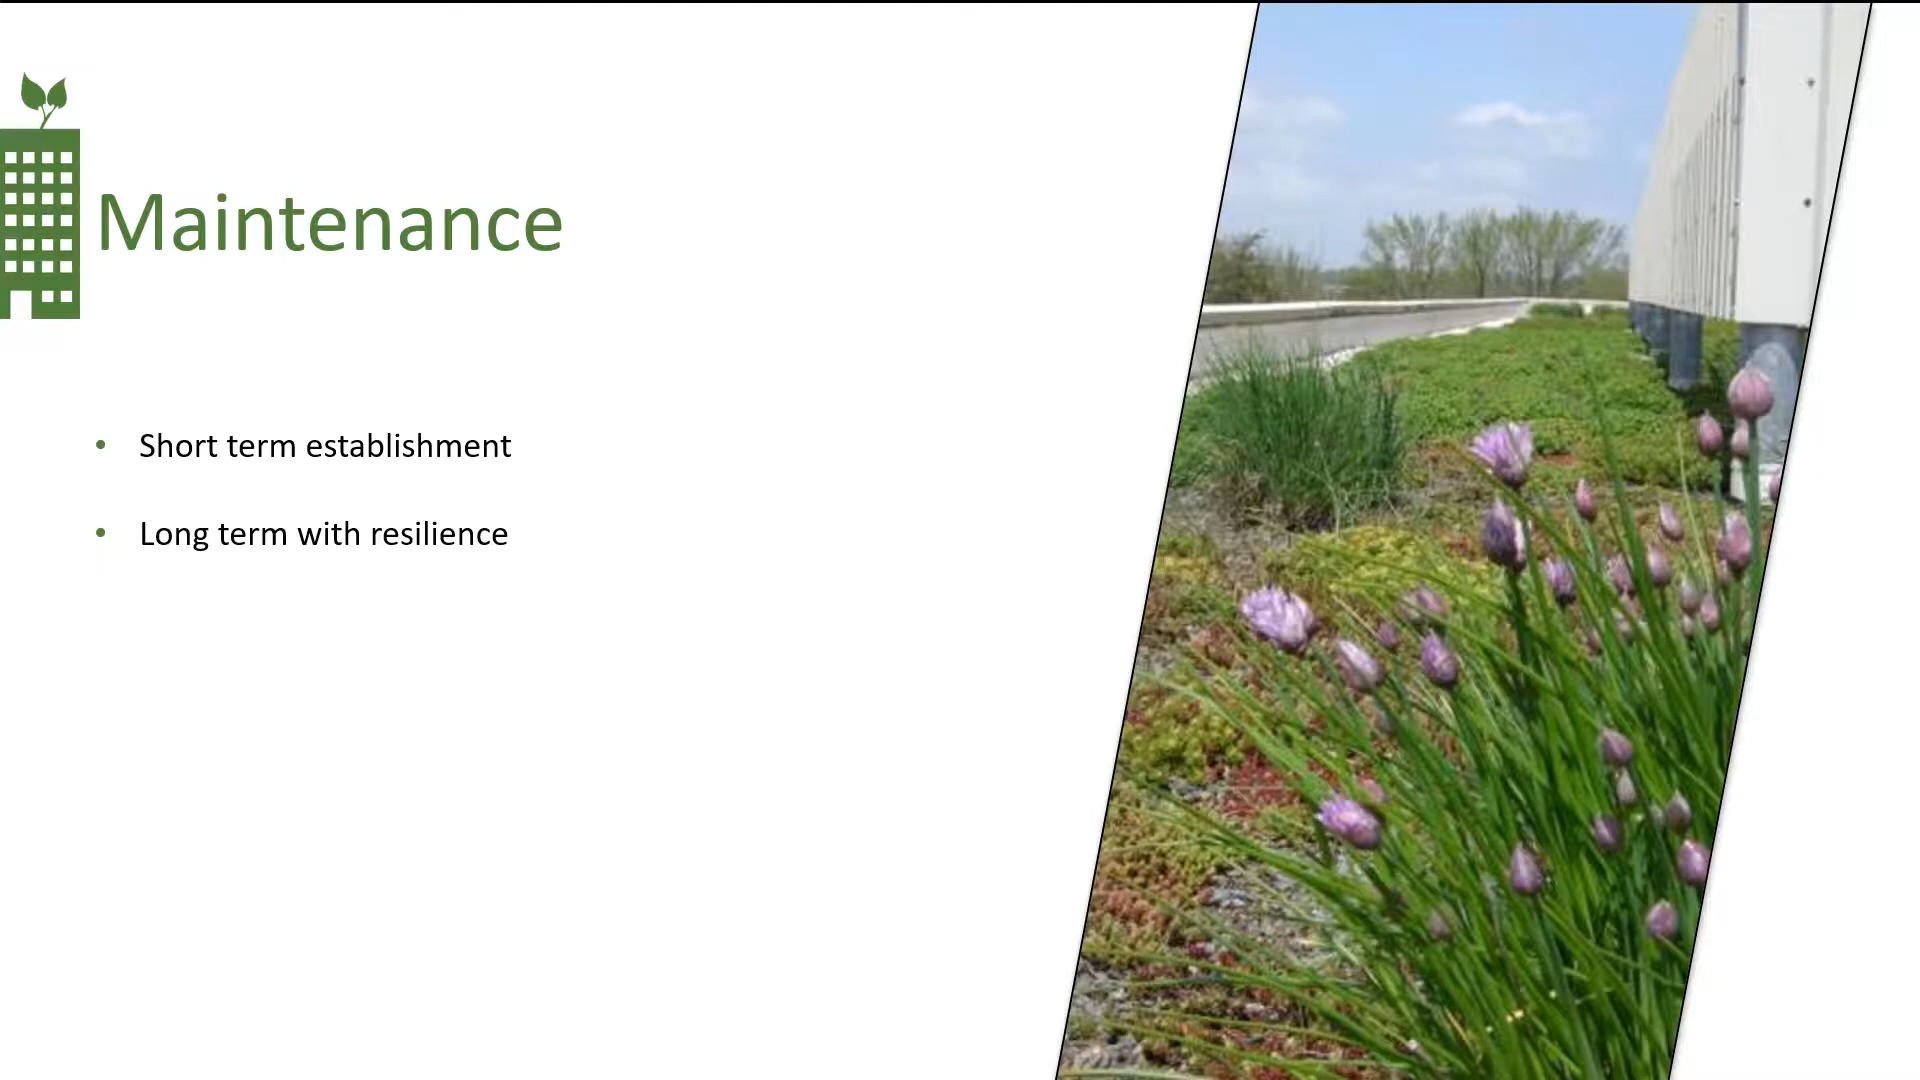 Maintenance
• Short term establishment
• Long term with resilience